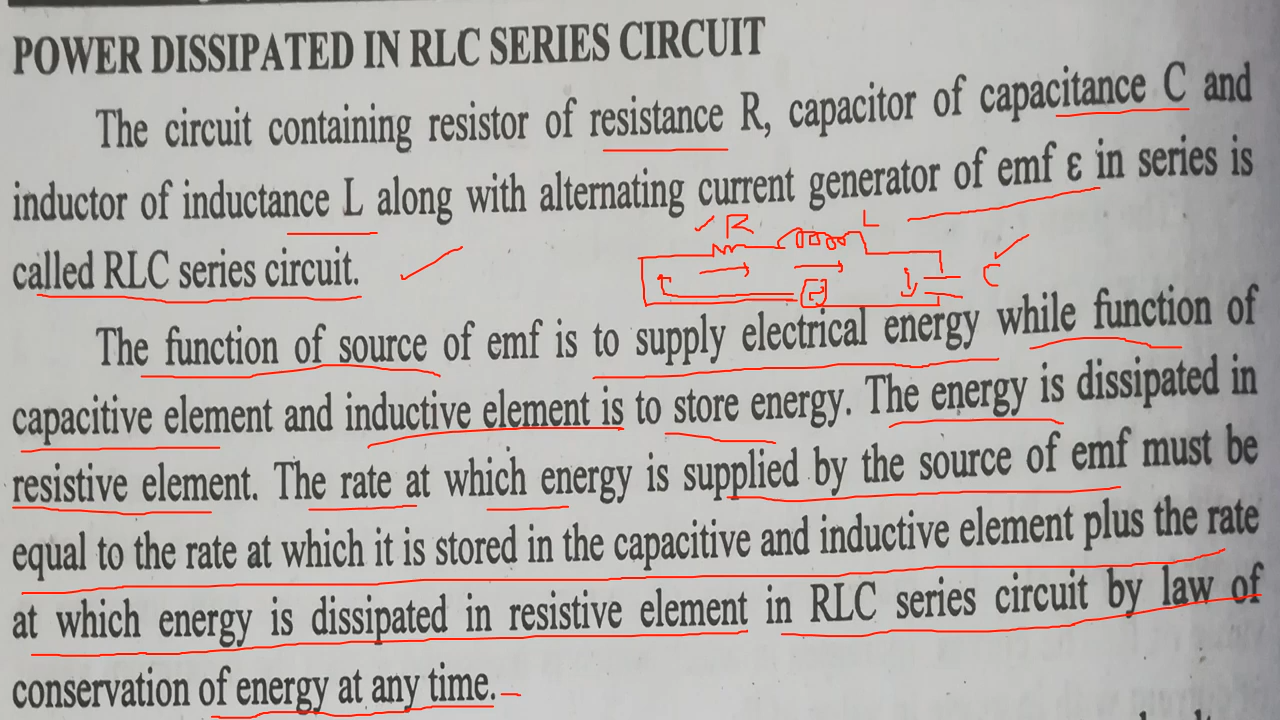 POWER DISSIPATED IN RLC SERIES CIRCUIT
The circuit containing resistor of resistance R, capacitor of capacitance C and
inductor of inductance L along with alternating current generator of emf ε in series is
called RLC series circuit.
R L
C
The function of source of emf is to supply electrical energy while function of
capacitive element and inductive element is to store energy. The energy is dissipated in
resistive element. The rate at which energy is supplied by the source of emf must be
equal to the rate at which it is stored in the capacitive and inductive element plus the rate
at which energy is dissipated in resistive element in RLC series circuit by law of
conservation of energy at any time.